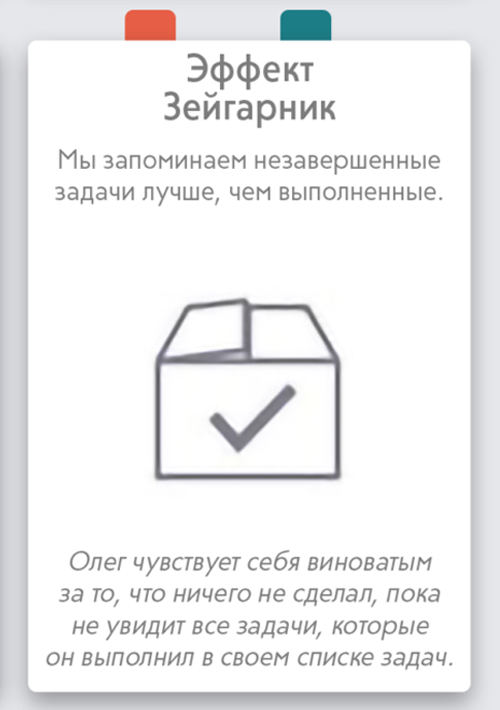 Эффект
Зейгарник
Мы запоминаем незавершенные
задачи лучше, чем выполненные.
Олег чувствует себя виноватым
за то, что ничего не сделал, пока
не увидит все задачи, которые
он выполнил в своем списке задач.